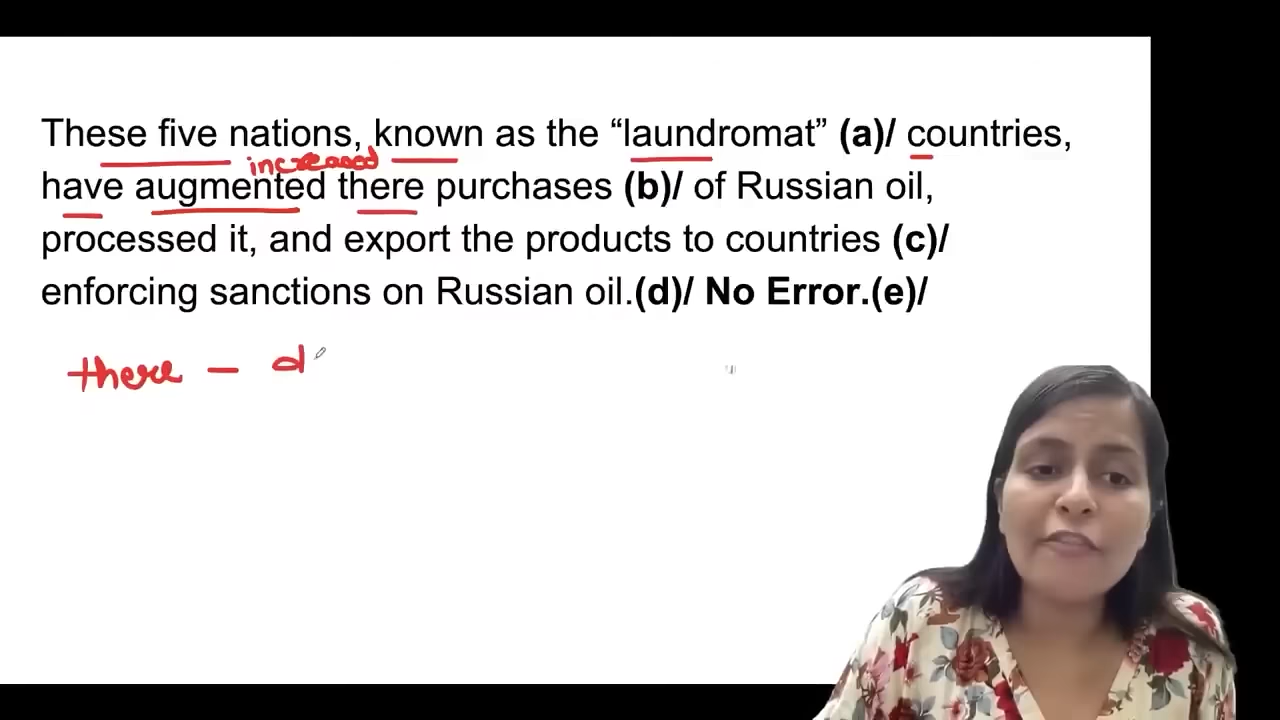 These five nations, known as the “laundromat” (a)/ countries,
increased
have augmented there purchases (b)/ of Russian oil,
processed it, and export the products to countries (c)/
enforcing sanctions on Russian oil.(d)/ No Error.(e)/
there – d